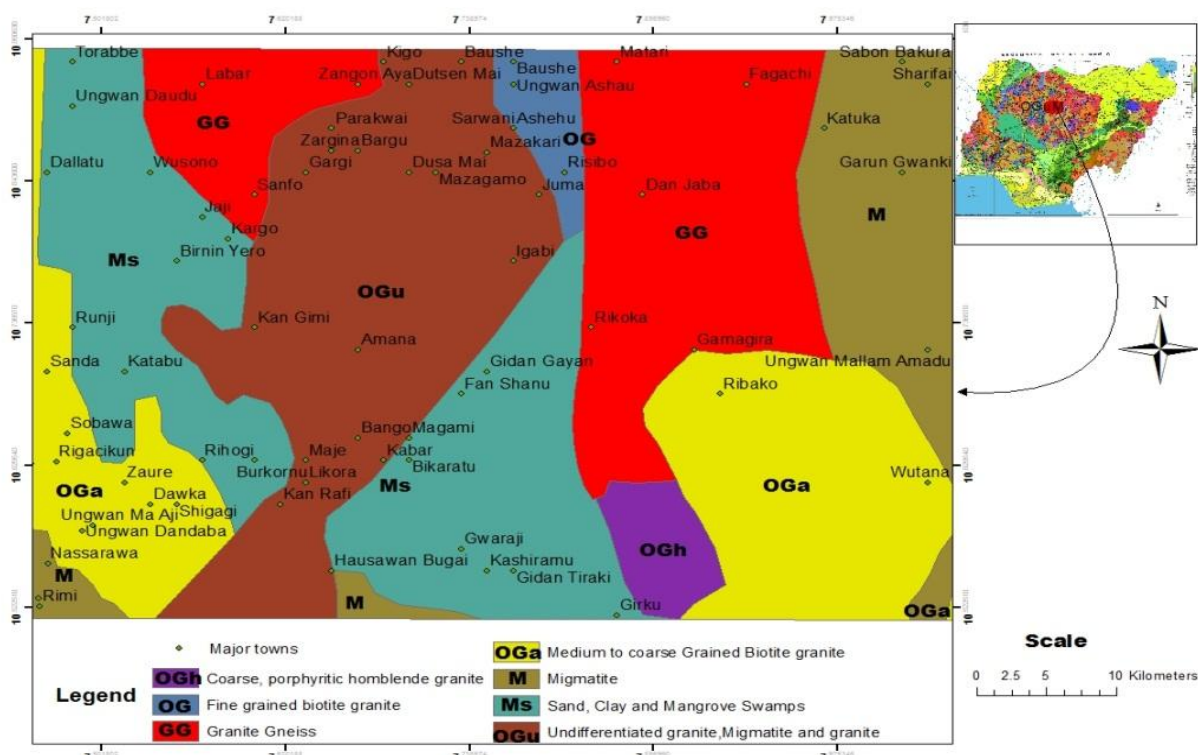 Torabbe Kigo Baushe Matari Sabon Bakura
Labar Zangon Aya Dutsen Mai Baushe Fagachi Sharifai
Ungwan Daudu Ungwan Ashau
GG Parakwai Sarwani Ashehu Katuka
Zargina Bargu Mazakari OG
Dallatu Wusono Gargi Dusa Mai Risibo Garun Gwanki
Sanfo Mazagamo Juma Dan Jaba
Jaji M
Kargo GG
Birnin Yero Igabi
Ms
OGu
Runji Kan Gimi Rikoka
Amana Gamagira
Sanda Katabu Gidan Gayan Ungwan Mallam Amadu
Fan Shanu Ribako
Sobawa Bango Magami
Rigacikun Rihogi Maje Kabar
Zaure Burkornu Likora Bikaratu Wutana
OGa Ms OGa
Dawka Kan Rafi
Shigagi
Ungwan Ma Aji
Ungwan Dandaba
Gwaraji OGh
Nassarawa Hausawan Bugai Kashiramu
M Gidan Tiraki
Rimi M Girku OGa
N
Scale
0 2.5 5 10 Kilometers
Legend
Major towns
OGh Coarse, porphyritic homblende granite
OG Fine grained biotite granite
GG Granite Gneiss
OGa Medium to coarse Grained Biotite granite
M Migmatite
Ms Sand, Clay and Mangrove Swamps
OGu Undifferentiated granite,Migmatite and granite